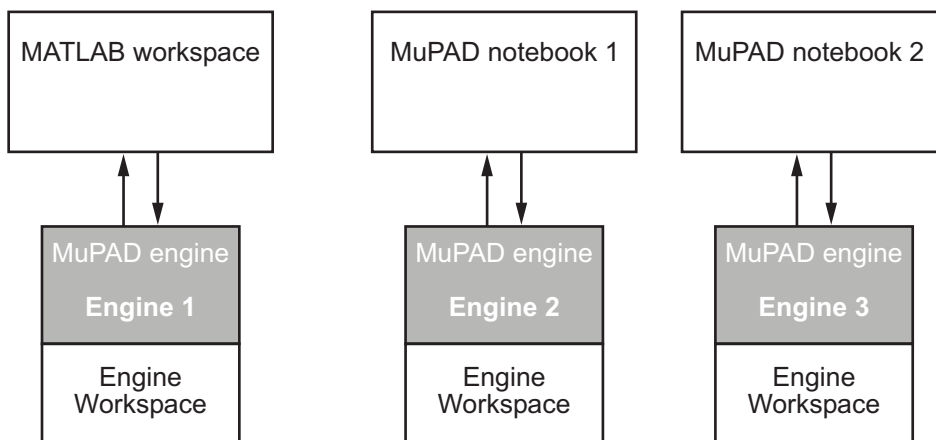 MATLAB workspace
MuPAD notebook 1
MuPAD notebook 2
MuPAD engine
Engine 1
Engine
Workspace
MuPAD engine
Engine 2
Engine
Workspace
MuPAD engine
Engine 3
Engine
Workspace